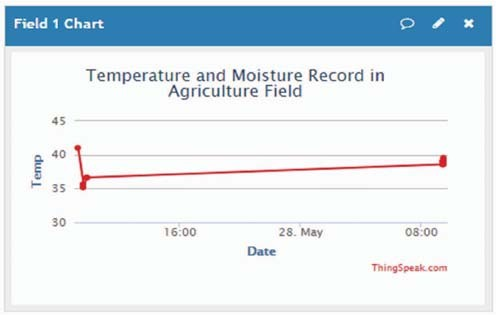 Field 1 Chart
Temperature and Moisture Record in
Agriculture Field
45
40
35
30
Temp
16:00
28. May
08:00
Date
ThingSpeak.com